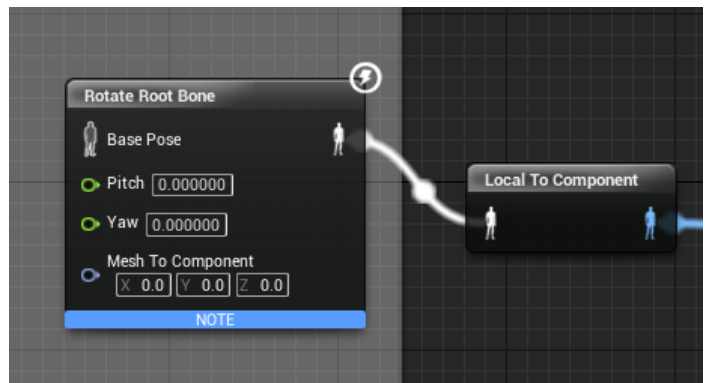 Rotate Root Bone
Base Pose
Pitch 0.000000
Yaw 0.000000
Mesh To Component
X 0.0 Y 0.0 Z 0.0
NOTE
Local To Component